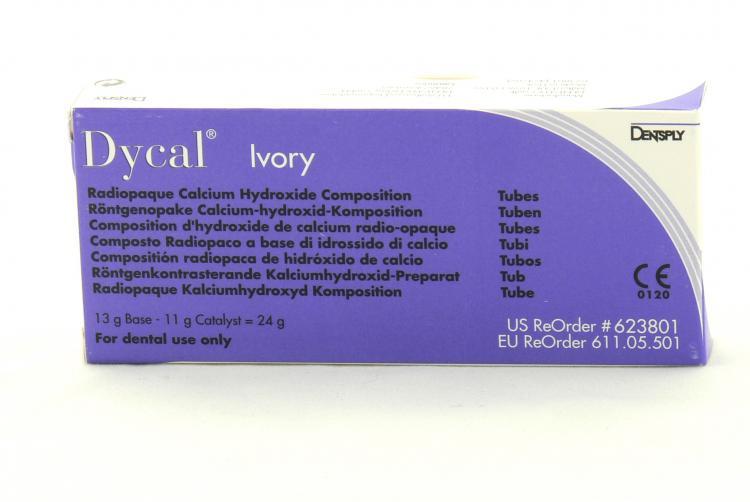 DENTSPLY
DENTSPLY
Dycal® Ivory
Radiopaque Calcium Hydroxide Composition Tubes
Röntgenopake Calcium-hydroxid-Komposition Tuben
Composition d'hydroxide de calcium radio-opaque Tubes
Composto Radiopaco a base di idrossido di calcio Tubi
Composition radiopaca de hidróxido de calcio Tubos
Röntgenkontrasterande Kalciumhydroxid-Preparat Tub
Radiopaque Kalciumhydroxyd Komposition Tube
CE
0120
13 g Base - 11 g Catalyst = 24 g
For dental use only
US ReOrder #623801
EU ReOrder 611.05.501